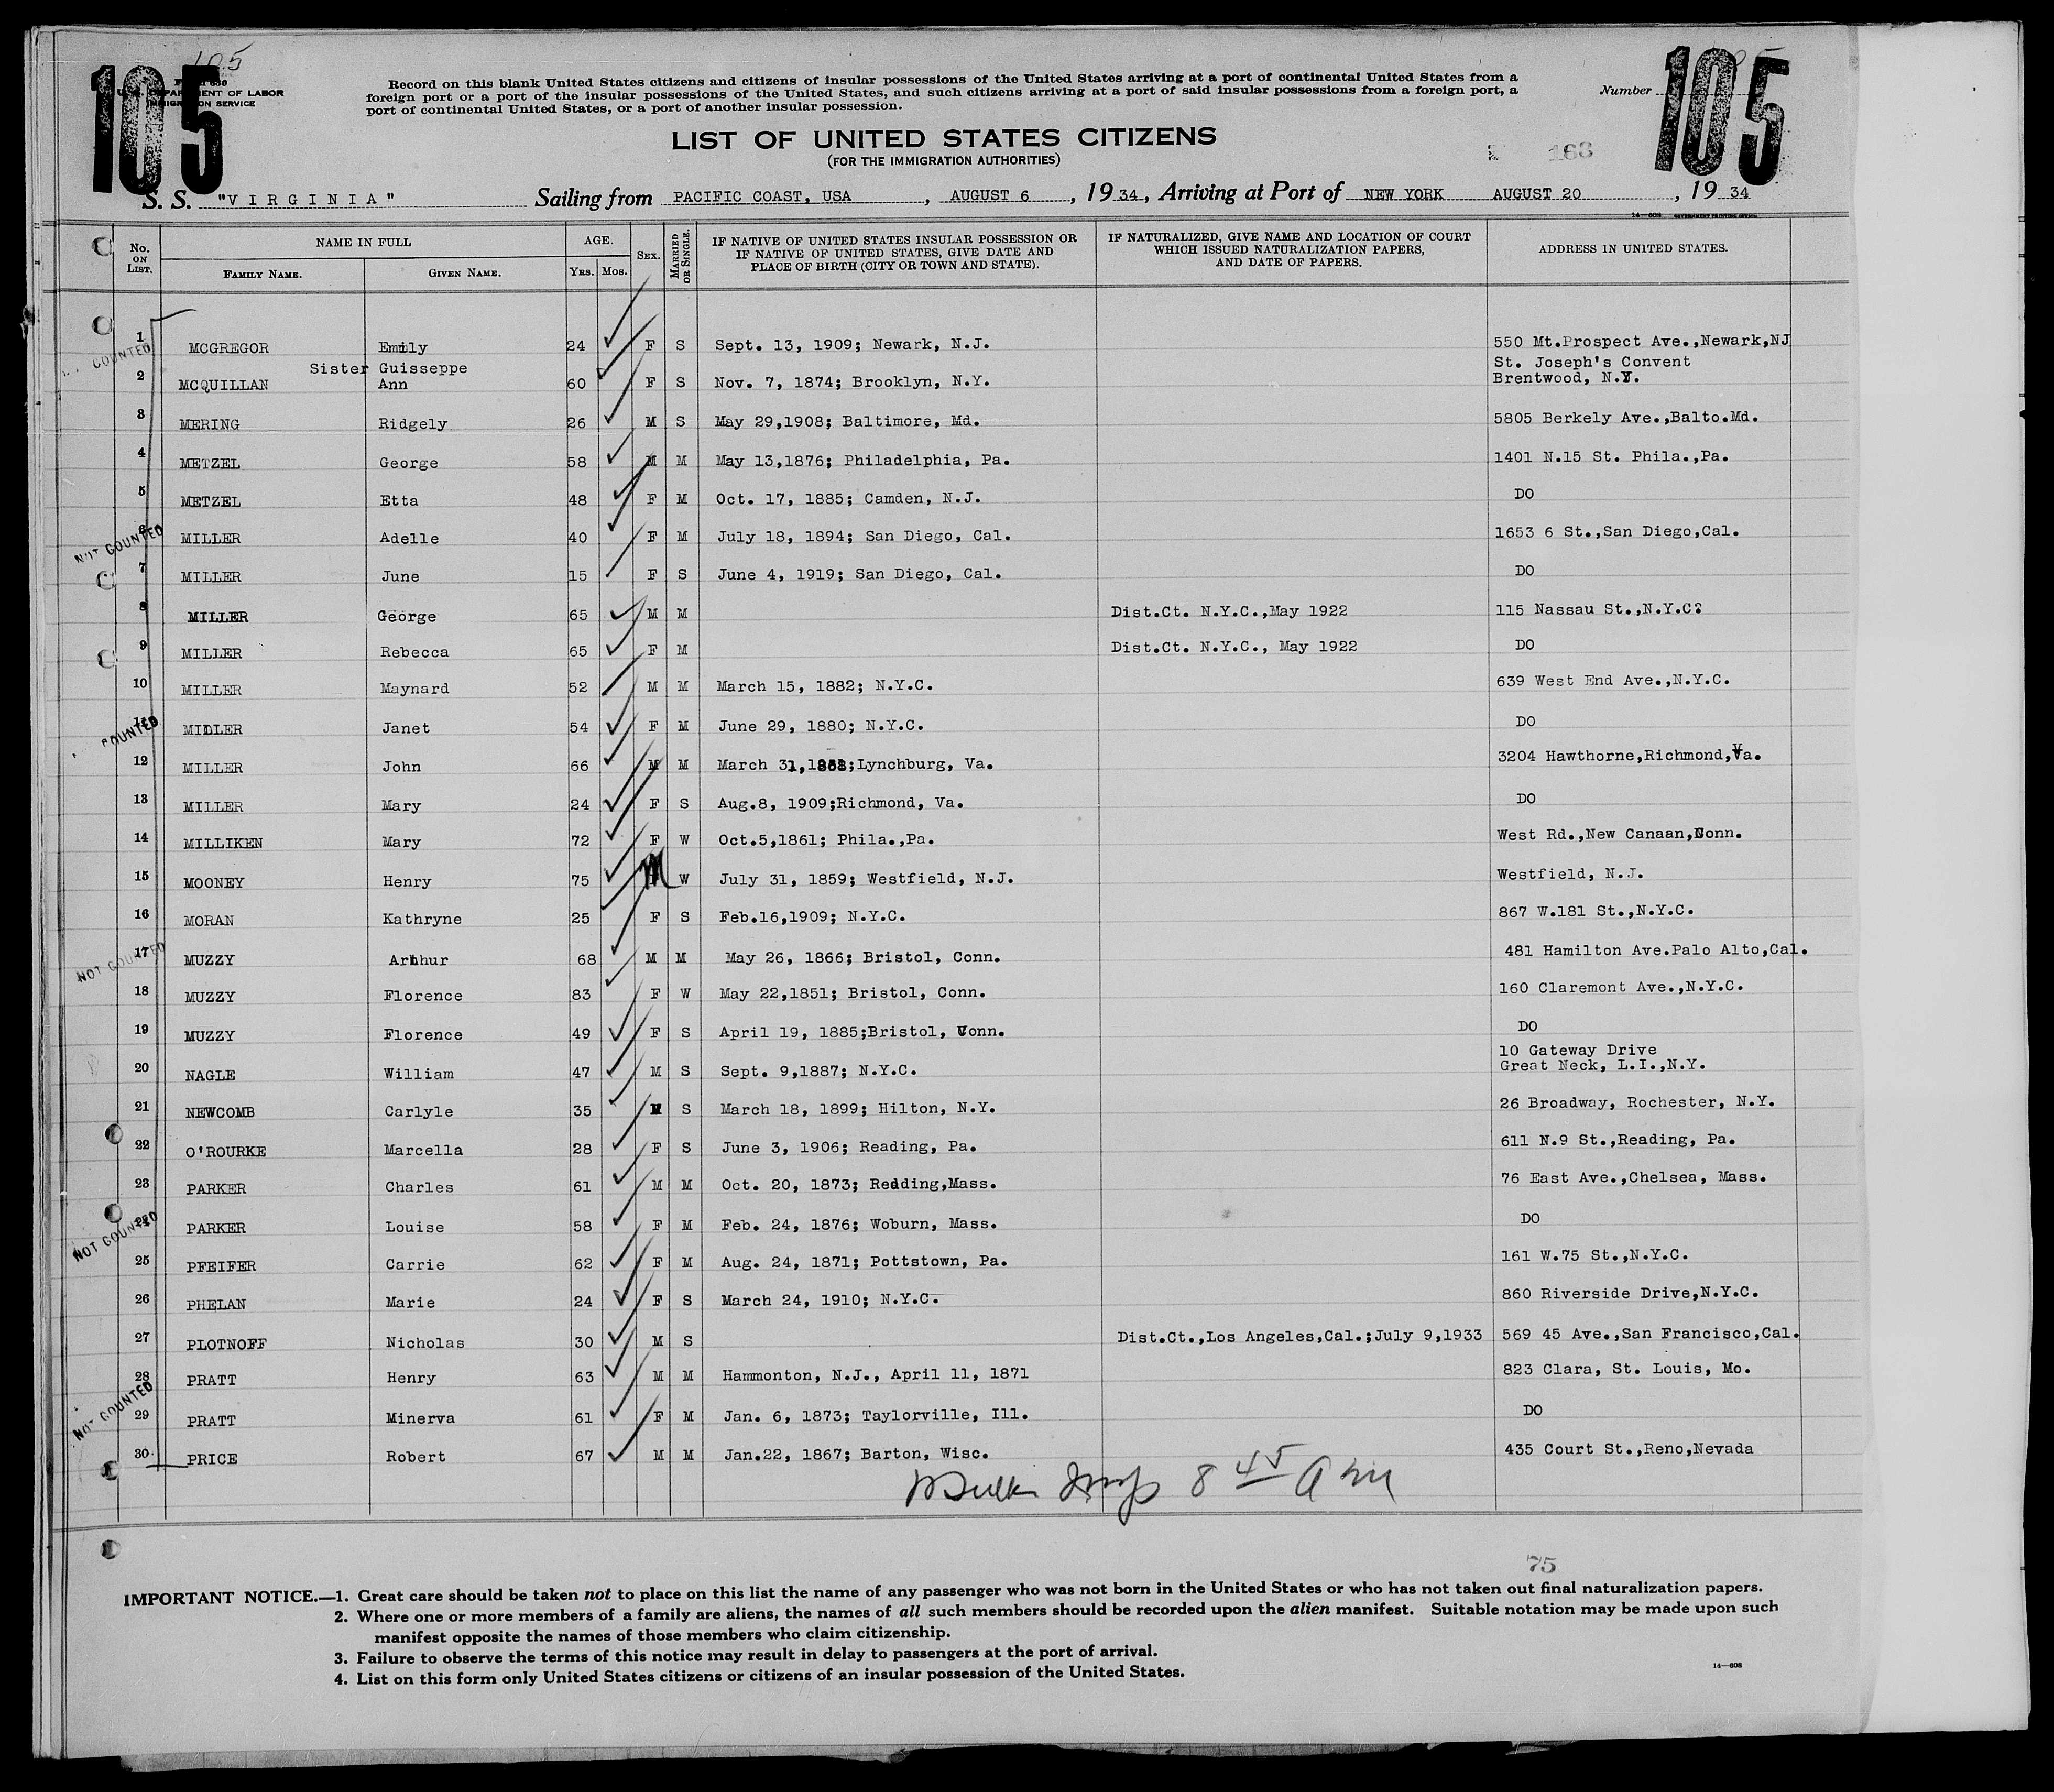 105
105
U. S. DEPARTMENT OF LABOR
IMMIGRATION SERVICE
Record on this blank United States citizens and citizens of insular possessions of the United States arriving at a port of continental United States from a
foreign port or a port of the insular possessions of the United States, and such citizens arriving at a port of said insular possessions from a foreign port, a
port of continental United States, or a port of another insular possession.
Number
105
LIST OF UNITED STATES CITIZENS
(FOR THE IMMIGRATION AUTHORITIES)
163
S. S. "VIRGINIA" Sailing from PACIFIC COAST, USA, AUGUST 6, 1934, Arriving at Port of NEW YORK AUGUST 20, 1934
14—608 GOVERNMENT PRINTING OFFICE
No. ON LIST. NAME IN FULL FAMILY NAME. GIVEN NAME. AGE. YRS. MOS. SEX. MARRIED OR SINGLE. IF NATIVE OF UNITED STATES INSULAR POSSESSION OR IF NATIVE OF UNITED STATES, GIVE DATE AND PLACE OF BIRTH (CITY OR TOWN AND STATE). IF NATURALIZED, GIVE NAME AND LOCATION OF COURT WHICH ISSUED NATURALIZATION PAPERS, AND DATE OF PAPERS. ADDRESS IN UNITED STATES.
1 MCGREGOR Emily 24 F S Sept. 13, 1909; Newark, N.J. 550 Mt.Prospect Ave.,Newark,NJ
COUNTED
Sister Guisseppe St. Joseph's Convent
2 MCQUILLAN Ann 60 F S Nov. 7, 1874; Brooklyn, N.Y. Brentwood, N.Y.
3 MERING Ridgely 26 M S May 29,1908; Baltimore, Md. 5805 Berkely Ave.,Balto.Md.
4 METZEL George 58 M M May 13,1876; Philadelphia, Pa. 1401 N.15 St. Phila.,Pa.
5 METZEL Etta 48 F M Oct. 17, 1885; Camden, N.J. DO
6 MILLER Adelle 40 F M July 18, 1894; San Diego, Cal. 1653 6 St.,San Diego,Cal.
NOT COUNTED
7 MILLER June 15 F S June 4, 1919; San Diego, Cal. DO
8 MILLER George 65 M M Dist.Ct. N.Y.C.,May 1922 115 Nassau St.,N.Y.C.
9 MILLER Rebecca 65 F M Dist.Ct. N.Y.C., May 1922 DO
10 MILLER Maynard 52 M M March 15, 1882; N.Y.C. 639 West End Ave.,N.Y.C.
11 MILLER Janet 54 F M June 29, 1880; N.Y.C. DO
COUNTED
12 MILLER John 66 M M March 31,1868;Lynchburg, Va. 3204 Hawthorne,Richmond,Va.
13 MILLER Mary 24 F S Aug.8, 1909;Richmond, Va. DO
14 MILLIKEN Mary 72 F W Oct.5,1861; Phila.,Pa. West Rd.,New Canaan,Conn.
15 MOONEY Henry 75 M W July 31, 1859; Westfield, N.J. Westfield, N.J.
16 MORAN Kathryne 25 F S Feb.16,1909; N.Y.C. 867 W.181 St.,N.Y.C.
17 MUZZY Arthur 68 M M May 26, 1866; Bristol, Conn. 481 Hamilton Ave.Palo Alto,Cal.
NOT COUNTED
18 MUZZY Florence 83 F W May 22,1851; Bristol, Conn. 160 Claremont Ave.,N.Y.C.
19 MUZZY Florence 49 F S April 19, 1885;Bristol, Conn. DO
10 Gateway Drive
20 NAGLE William 47 M S Sept. 9,1887; N.Y.C. Great Neck, L.I.,N.Y.
21 NEWCOMB Carlyle 35 M S March 18, 1899; Hilton, N.Y. 26 Broadway, Rochester, N.Y.
22 O'ROURKE Marcella 28 F S June 3, 1906; Reading, Pa. 611 N.9 St.,Reading, Pa.
23 PARKER Charles 61 M M Oct. 20, 1873; Redding,Mass. 76 East Ave.,Chelsea, Mass.
24 PARKER Louise 58 F M Feb. 24, 1876; Woburn, Mass. DO
NOT COUNTED
25 PFEIFER Carrie 62 F M Aug. 24, 1871; Pottstown, Pa. 161 W.75 St.,N.Y.C.
26 PHELAN Marie 24 F S March 24, 1910; N.Y.C. 860 Riverside Drive,N.Y.C.
27 PLOTNOFF Nicholas 30 M S Dist.Ct.,Los Angeles,Cal.;July 9,1933 569 45 Ave.,San Francisco,Cal.
28 PRATT Henry 63 M M Hammonton, N.J., April 11, 1871 823 Clara, St. Louis, Mo.
NOT COUNTED
29 PRATT Minerva 61 F M Jan. 6, 1873; Taylorville, Ill. DO
30 PRICE Robert 67 M M Jan.22, 1867; Barton, Wisc. 435 Court St.,Reno,Nevada
8 45 am
75
IMPORTANT NOTICE.—1. Great care should be taken not to place on this list the name of any passenger who was not born in the United States or who has not taken out final naturalization papers.
2. Where one or more members of a family are aliens, the names of all such members should be recorded upon the alien manifest. Suitable notation may be made upon such
manifest opposite the names of those members who claim citizenship.
3. Failure to observe the terms of this notice may result in delay to passengers at the port of arrival.
4. List on this form only United States citizens or citizens of an insular possession of the United States.
14—608